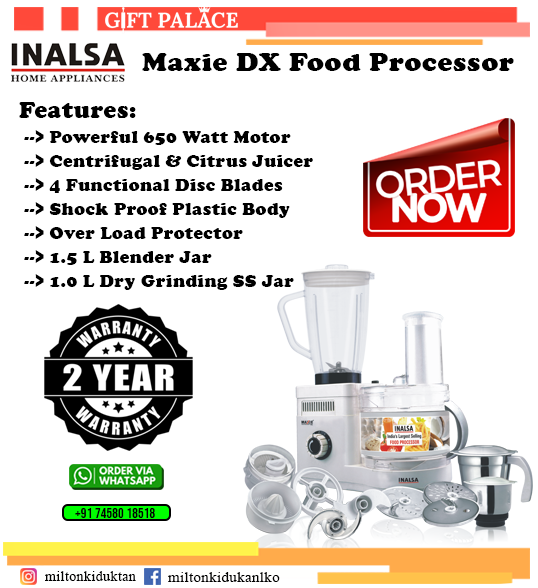 GIFT PALACE
INALSA
HOME APPLIANCES
Maxie DX Food Processor
Features:
--> Powerful 650 Watt Motor
--> Centrifugal & Citrus Juicer
--> 4 Functional Disc Blades
--> Shock Proof Plastic Body
--> Over Load Protector
--> 1.5 L Blender Jar
--> 1.0 L Dry Grinding SS Jar
ORDER
NOW
WARRANTY
2 YEAR
WARRANTY
INALSA
India's Largest Selling
FOOD PROCESSOR
INALSA
ORDER VIA
WHATSAPP
+91 74580 18518
miltonkiduktan
miltonkidukanlko